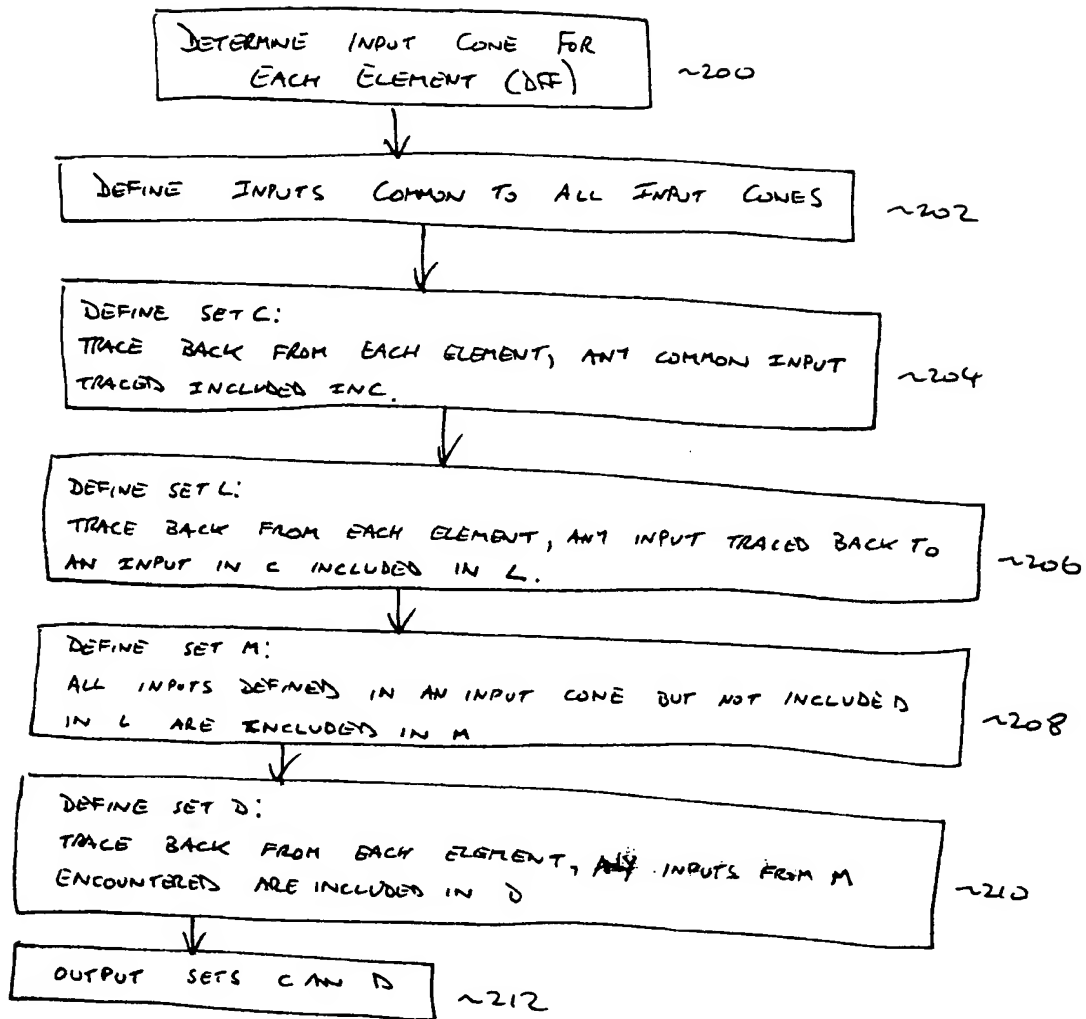 DETERMINE INPUT CONE FOR
EACH ELEMENT (DFF)
~200
DEFINE INPUTS COMMON TO ALL INPUT CONES
~202
DEFINE SET C:
TRACE BACK FROM EACH ELEMENT, ANY COMMON INPUT
TRACED INCLUDED IN C.
~204
DEFINE SET L:
TRACE BACK FROM EACH ELEMENT, ANY INPUT TRACED BACK TO
AN INPUT IN C INCLUDED IN L.
~206
DEFINE SET M:
ALL INPUTS DEFINED IN AN INPUT CONE BUT NOT INCLUDED
IN L ARE INCLUDED IN M
~208
DEFINE SET D:
TRACE BACK FROM EACH ELEMENT, ANY INPUTS FROM M
ENCOUNTERED ARE INCLUDED IN D
~210
OUTPUT SETS C AN D
~212